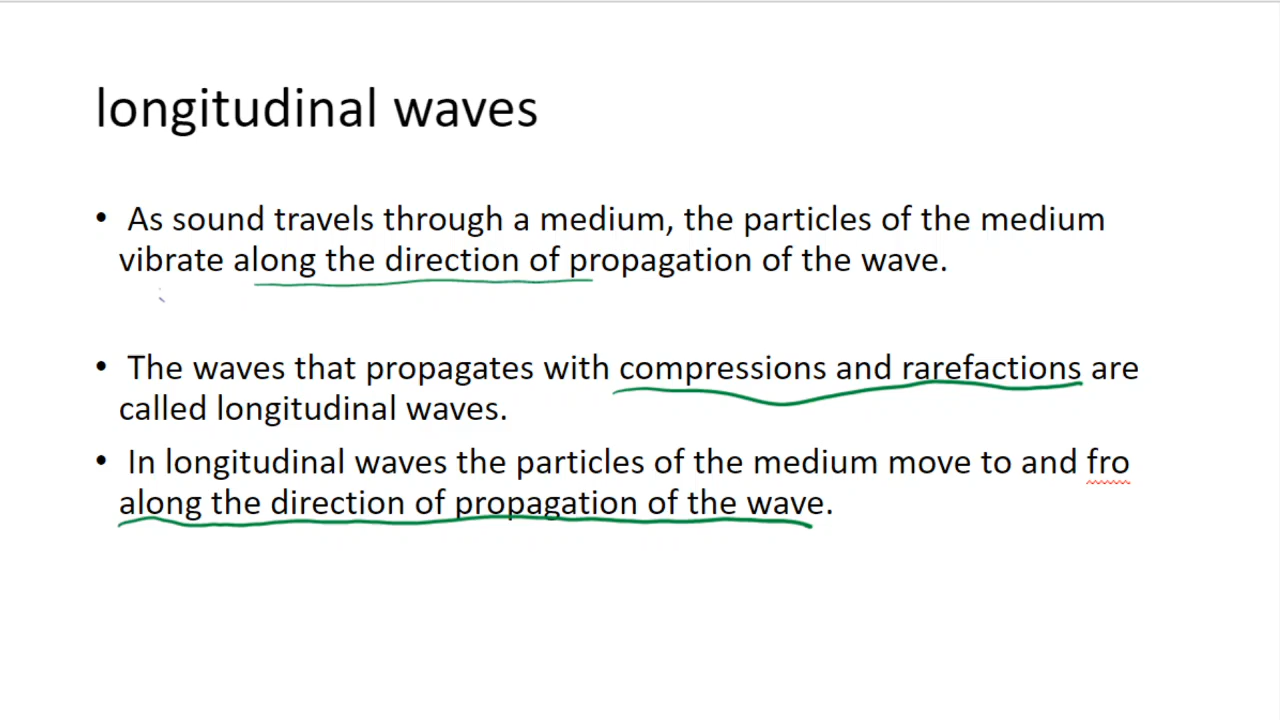 longitudinal waves
• As sound travels through a medium, the particles of the medium
vibrate along the direction of propagation of the wave.
• The waves that propagates with compressions and rarefactions are
called longitudinal waves.
• In longitudinal waves the particles of the medium move to and fro
along the direction of propagation of the wave.